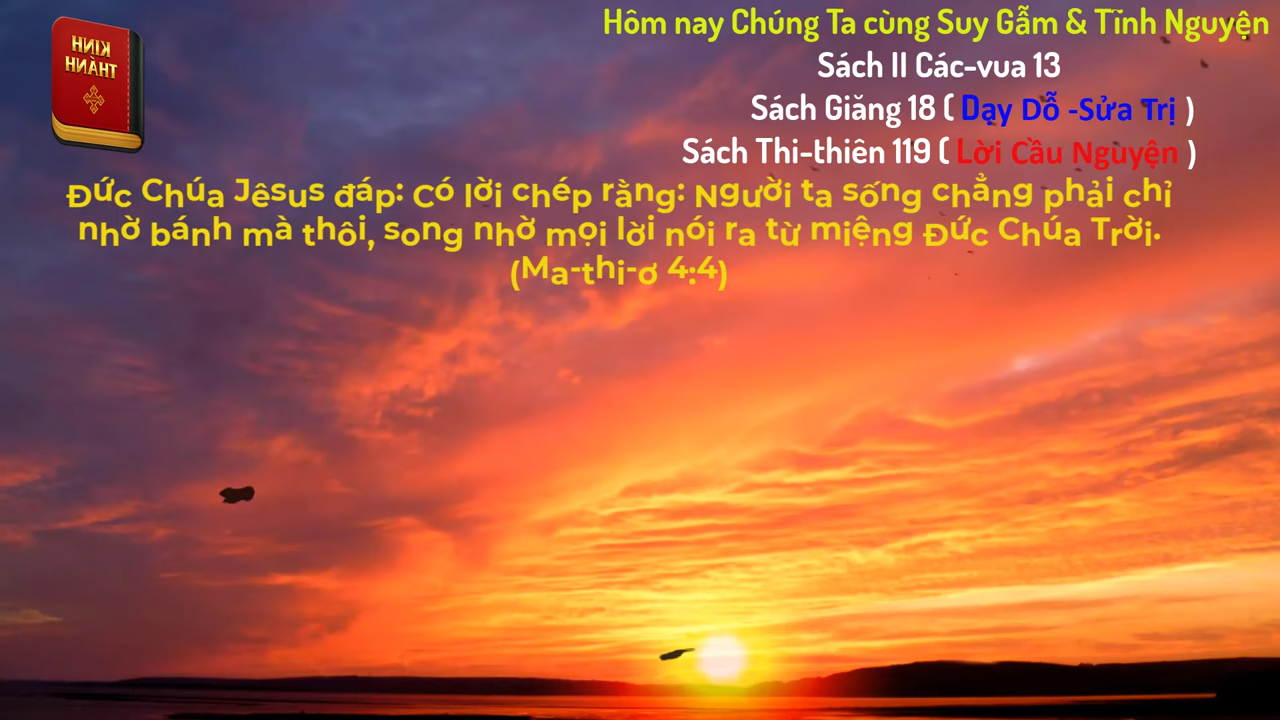 KINH
THÀNH
Hôm nay Chúng Ta cùng Suy Gẫm & Tĩnh Nguyện
Sách II Các-vua 13
Sách Giăng 18 ( Dạy Dỗ -Sửa Trị )
Sách Thi-thiên 119 ( Lời Cầu Nguyện )
Đức Chúa Jêsus đáp: Có lời chép rằng: Người ta sống chẳng phải chỉ
nhờ bánh mà thôi, song nhờ mọi lời nói ra từ miệng Đức Chúa Trời.
(Ma-thi-ơ 4:4)